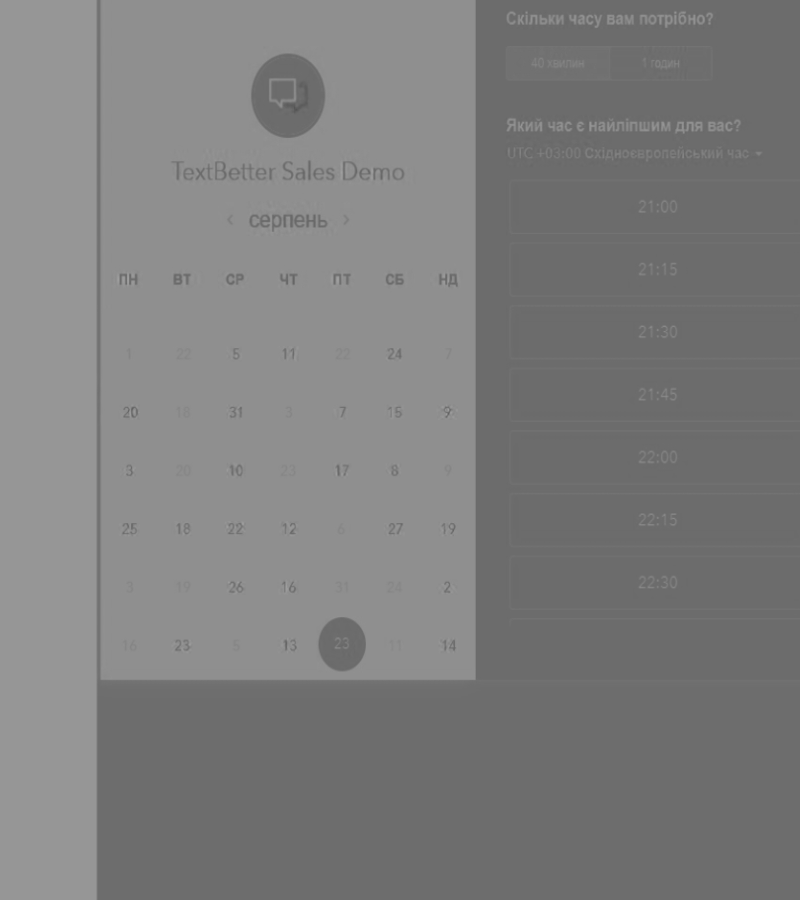 TextBetter Sales Demo
серпень
ПН ВТ СР ЧТ ПТ СБ НД
1 22 5 11 22 24 7
20 18 31 3 7 15 9
3 20 10 23 17 8 9
25 18 22 12 6 27 19
3 19 26 16 31 24 2
16 23 5 13 23 11 14
Скільки часу вам потрібно?
40 хвилин 1 годин
Який час є найліпшим для вас?
UTC +03:00 Східноєвропейський час
21:00
21:15
21:30
21:45
22:00
22:15
22:30